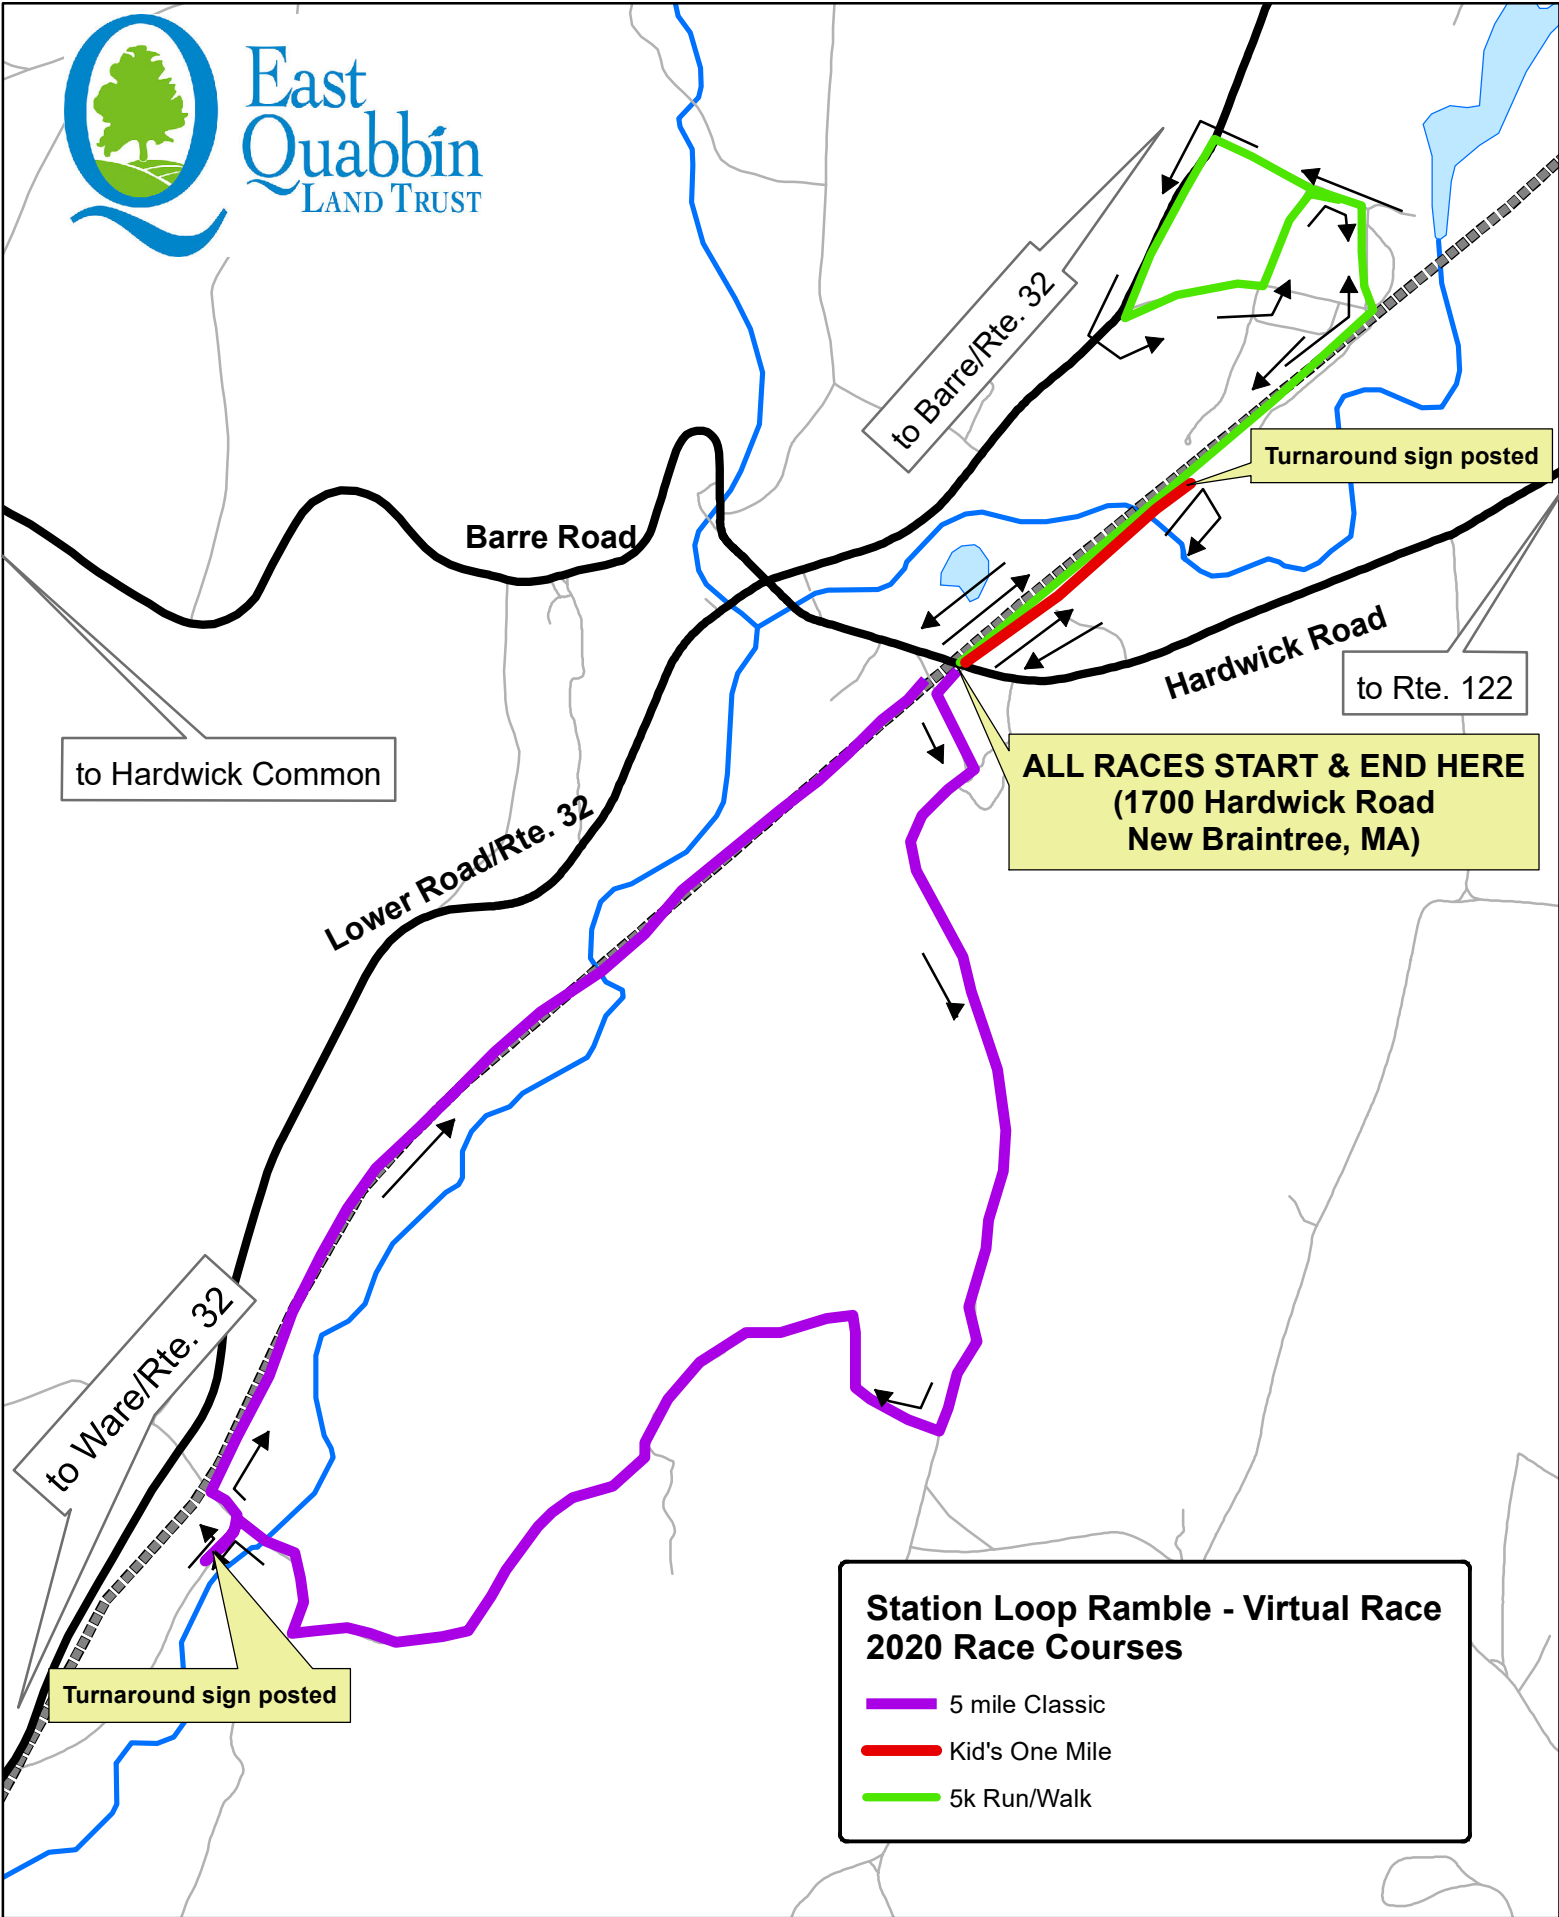 East
Quabbin
LAND TRUST
to Barre/Rte. 32
Turnaround sign posted
Barre Road
Hardwick Road
to Rte. 122
to Hardwick Common
ALL RACES START & END HERE
(1700 Hardwick Road
New Braintree, MA)
Lower Road/Rte. 32
to Ware/Rte. 32
Turnaround sign posted
Station Loop Ramble - Virtual Race
2020 Race Courses
5 mile Classic
Kid's One Mile
5k Run/Walk